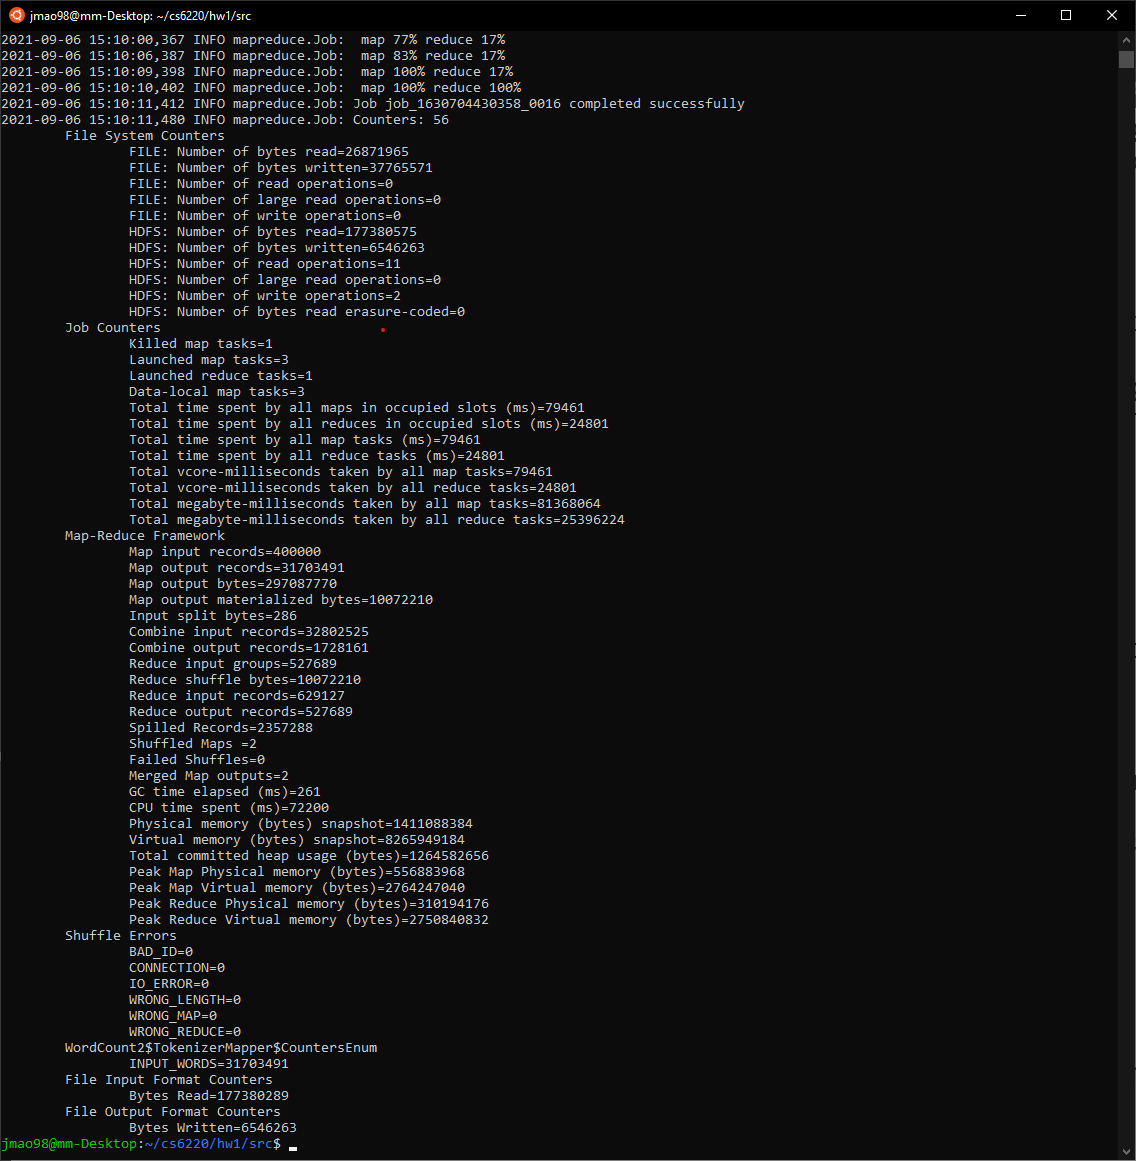 jmao98@mm-Desktop: ~/cs6220/hw1/src
2021-09-06 15:10:00,367 INFO mapreduce.Job:  map 77% reduce 17%
2021-09-06 15:10:06,387 INFO mapreduce.Job:  map 83% reduce 17%
2021-09-06 15:10:09,398 INFO mapreduce.Job:  map 100% reduce 17%
2021-09-06 15:10:10,402 INFO mapreduce.Job:  map 100% reduce 100%
2021-09-06 15:10:11,412 INFO mapreduce.Job: Job job_1630704430358_0016 completed successfully
2021-09-06 15:10:11,480 INFO mapreduce.Job: Counters: 56
File System Counters
FILE: Number of bytes read=26871965
FILE: Number of bytes written=37765571
FILE: Number of read operations=0
FILE: Number of large read operations=0
FILE: Number of write operations=0
HDFS: Number of bytes read=177380575
HDFS: Number of bytes written=6546263
HDFS: Number of read operations=11
HDFS: Number of large read operations=0
HDFS: Number of write operations=2
HDFS: Number of bytes read erasure-coded=0
Job Counters
Killed map tasks=1
Launched map tasks=3
Launched reduce tasks=1
Data-local map tasks=3
Total time spent by all maps in occupied slots (ms)=79461
Total time spent by all reduces in occupied slots (ms)=24801
Total time spent by all map tasks (ms)=79461
Total time spent by all reduce tasks (ms)=24801
Total vcore-milliseconds taken by all map tasks=79461
Total vcore-milliseconds taken by all reduce tasks=24801
Total megabyte-milliseconds taken by all map tasks=81368064
Total megabyte-milliseconds taken by all reduce tasks=25396224
Map-Reduce Framework
Map input records=400000
Map output records=31703491
Map output bytes=297087770
Map output materialized bytes=10072210
Input split bytes=286
Combine input records=32802525
Combine output records=1728161
Reduce input groups=527689
Reduce shuffle bytes=10072210
Reduce input records=629127
Reduce output records=527689
Spilled Records=2357288
Shuffled Maps =2
Failed Shuffles=0
Merged Map outputs=2
GC time elapsed (ms)=261
CPU time spent (ms)=72200
Physical memory (bytes) snapshot=1411088384
Virtual memory (bytes) snapshot=8265949184
Total committed heap usage (bytes)=1264582656
Peak Map Physical memory (bytes)=556883968
Peak Map Virtual memory (bytes)=2764247040
Peak Reduce Physical memory (bytes)=310194176
Peak Reduce Virtual memory (bytes)=2750840832
Shuffle Errors
BAD_ID=0
CONNECTION=0
IO_ERROR=0
WRONG_LENGTH=0
WRONG_MAP=0
WRONG_REDUCE=0
WordCount2$TokenizerMapper$CountersEnum
INPUT_WORDS=31703491
File Input Format Counters
Bytes Read=177380289
File Output Format Counters
Bytes Written=6546263
jmao98@mm-Desktop:~/cs6220/hw1/src$